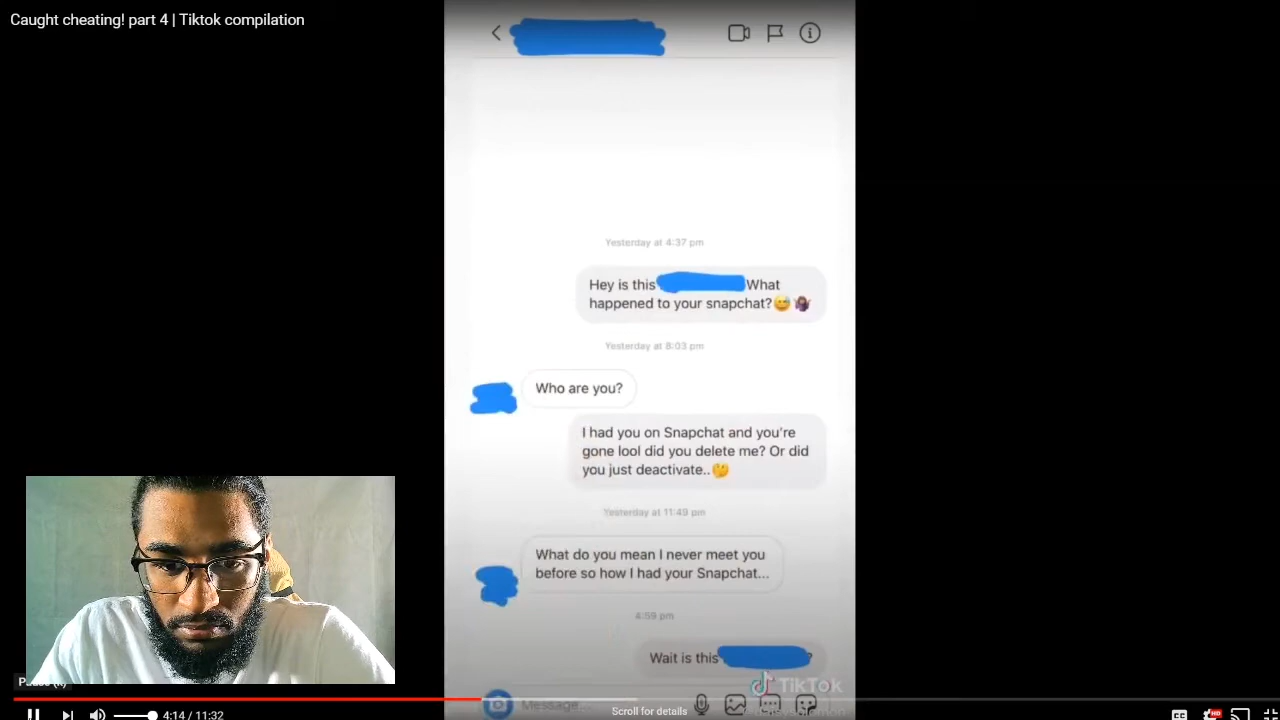 Caught cheating! part 4 | Tiktok compilation
Yesterday at 4:37 pm
Hey is this What
happened to your snapchat?😅🤷🏾‍♀️
Yesterday at 8:03 pm
Who are you?
I had you on Snapchat and you're
gone lool did you delete me? Or did
you just deactivate..🤔
Yesterday at 11:49 pm
What do you mean I never meet you
before so how I had your Snapchat...
4:59 pm
Wait is this ?
TikTok
Message...
Scroll for details
4:14 / 11:32
CC
HD